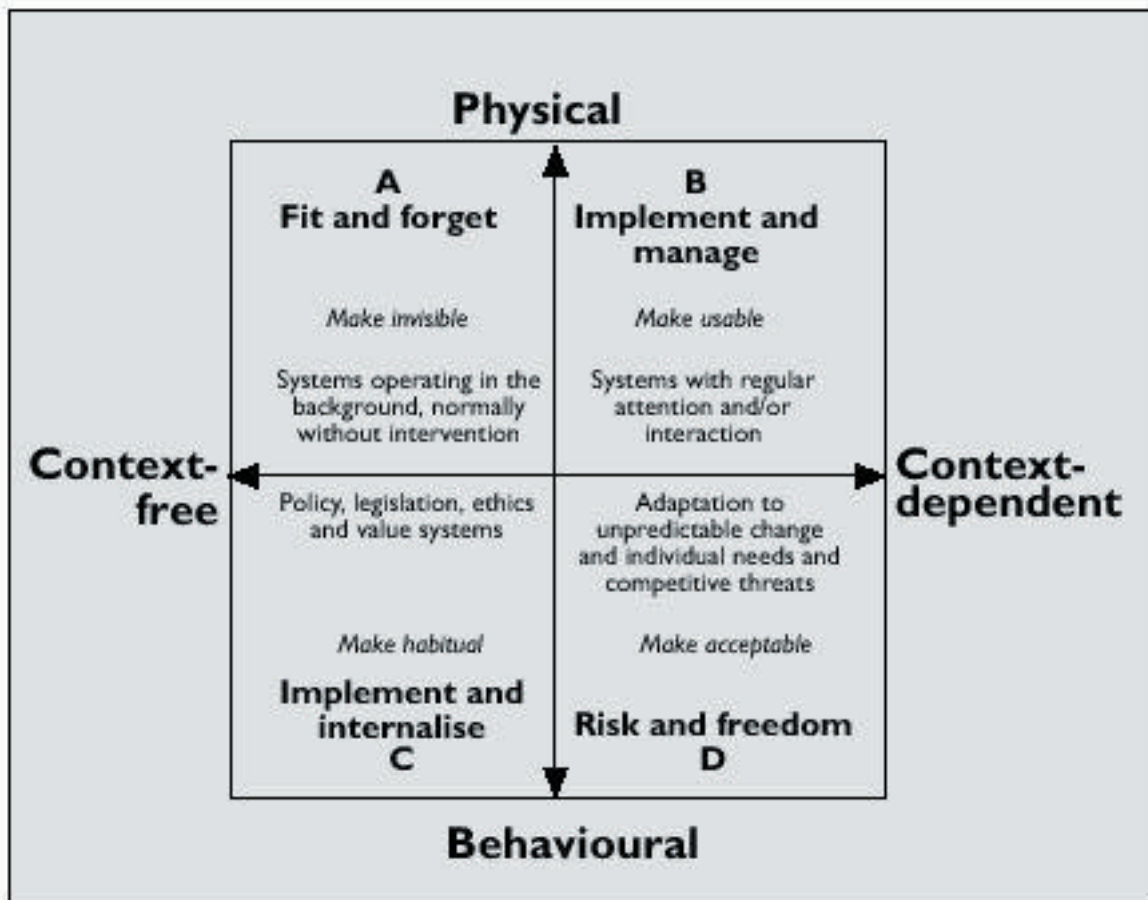 Physical
A
Fit and forget
Make invisible
Systems operating in the
background, normally
without intervention
B
Implement and
manage
Make usable
Systems with regular
attention and/or
interaction
Context-
free
Context-
dependent
Policy, legislation, ethics
and value systems
Make habitual
Implement and
internalise
C
Adaptation to
unpredictable change
and individual needs and
competitive threats
Make acceptable
Risk and freedom
D
Behavioural